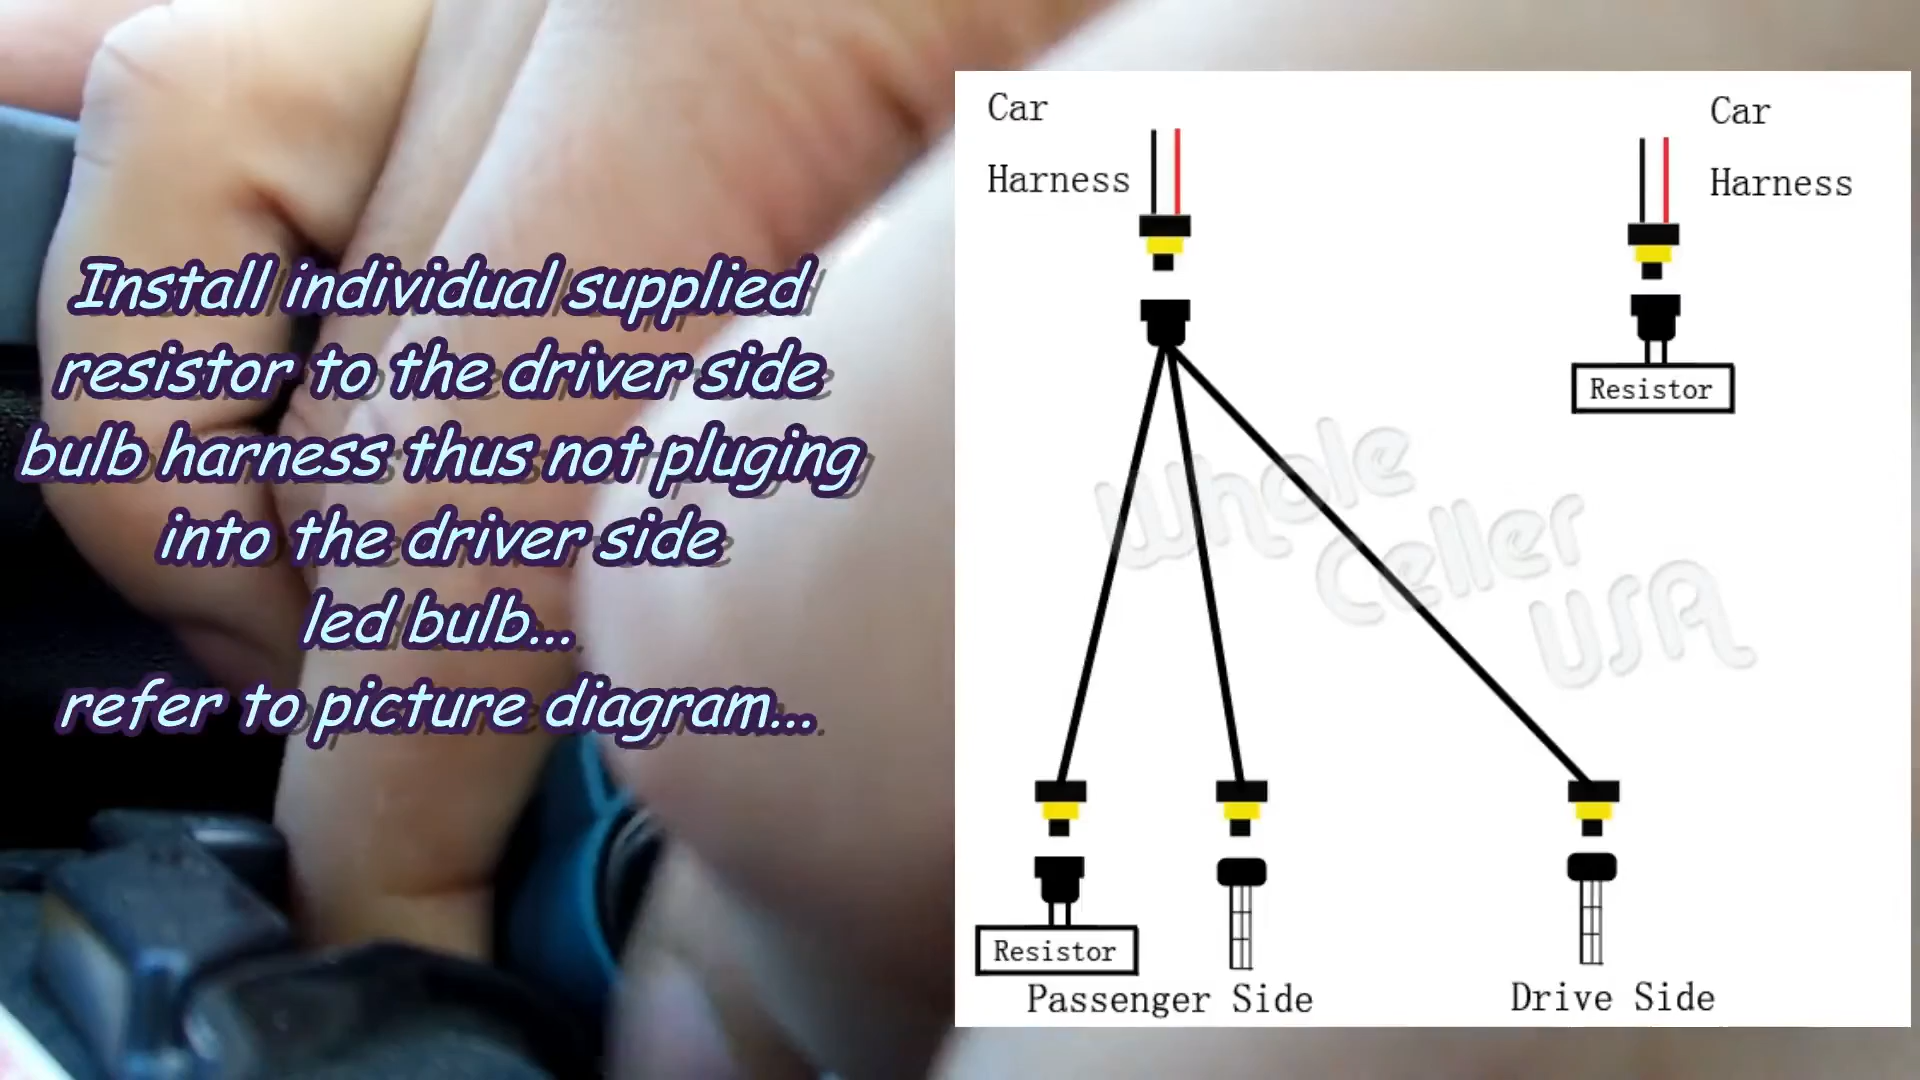 Install individual supplied
resistor to the driver side
bulb harness thus not pluging
into the driver side
led bulb...
refer to picture diagram...
Car
Harness
Car
Harness
Resistor
Whole
Celler
USA
Resistor
Passenger Side
Drive Side